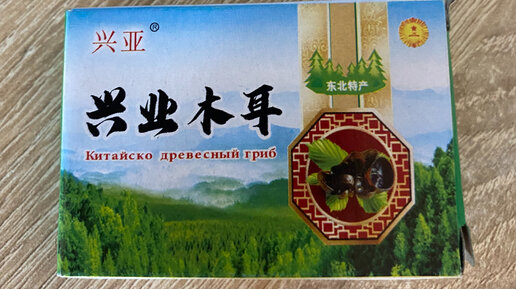 兴亚®
东北特产
兴业木耳
Китайско древесный гриб